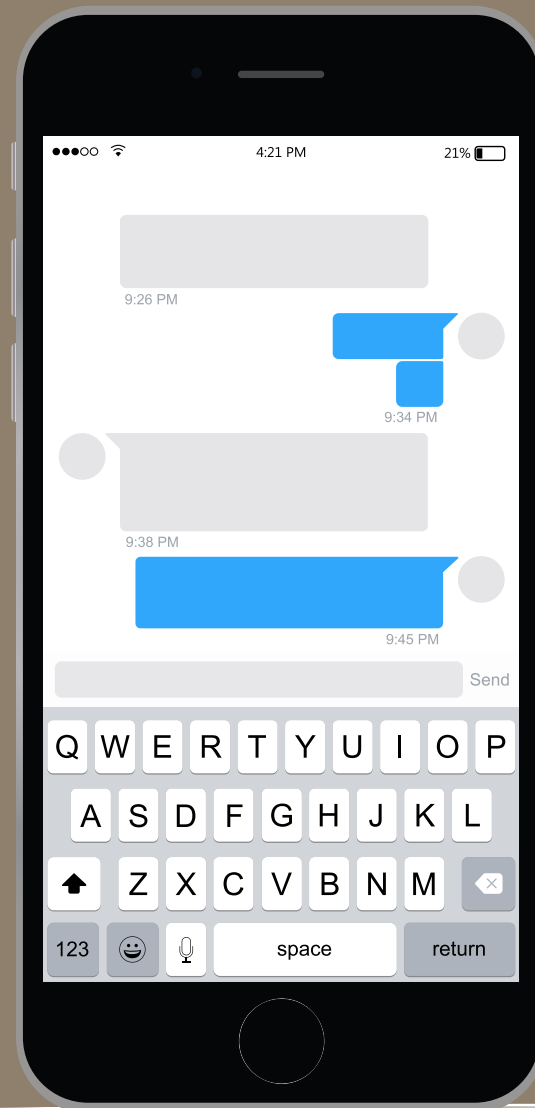 4:21 PM 21%
9:26 PM
9:34 PM
9:38 PM
9:45 PM
Send
Q W E R T Y U I O P
A S D F G H J K L
Z X C V B N M
123 space return